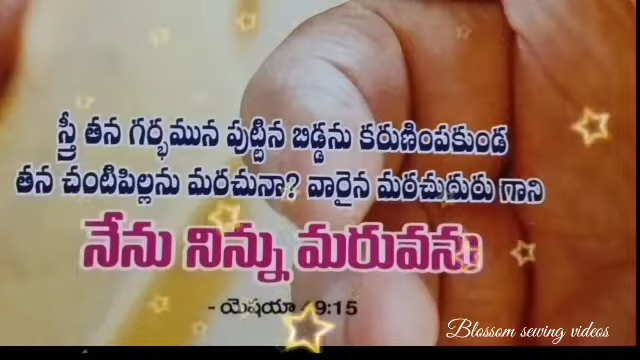 స్త్రీ తన గర్భమున పుట్టిన బిడ్డను కరుణింపకుండ
తన చంటిపిల్లను మరచునా? వారైన మరచుదురు గాని
నేను నిన్ను మరువను
- యెషయా 9:15
Blossom sewing videos